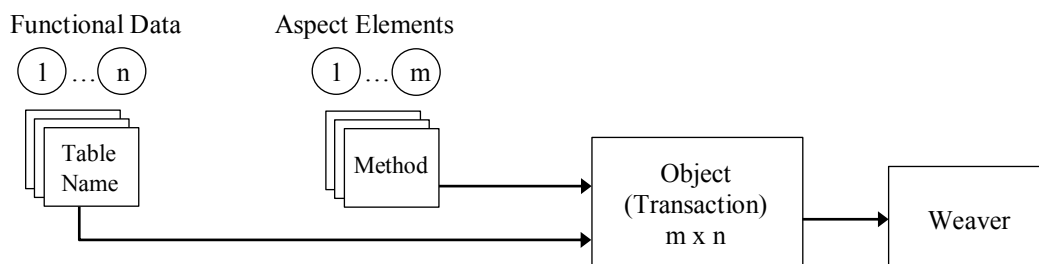 Functional Data
Aspect Elements
1 ... n
1 ... m
Table
Name
Method
Object
(Transaction)
m x n
Weaver